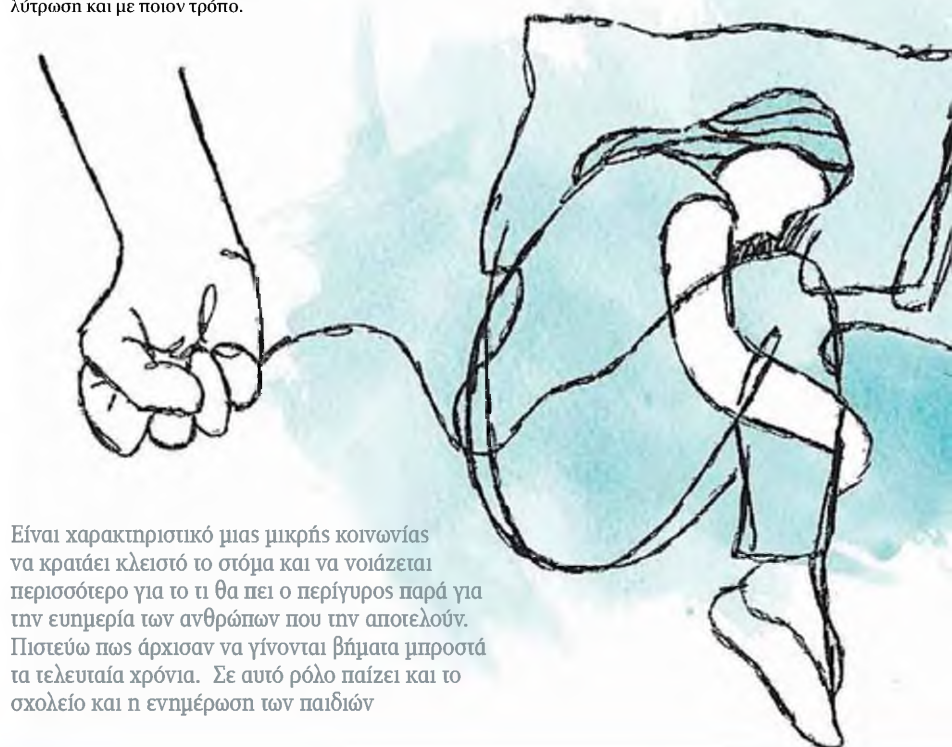 λύτρωση και με ποιον τρόπο.
Είναι χαρακτηριστικό μιας μικρής κοινωνίας
να κρατάει κλειστό το στόμα και να νοιάζεται
περισσότερο για το τι θα πει ο περίγυρος παρά για
την ευημερία των ανθρώπων που την αποτελούν.
Πιστεύω πως άρχισαν να γίνονται βήματα μπροστά
τα τελευταία χρόνια. Σε αυτό ρόλο παίζει και το
σχολείο και η ενημέρωση των παιδιών